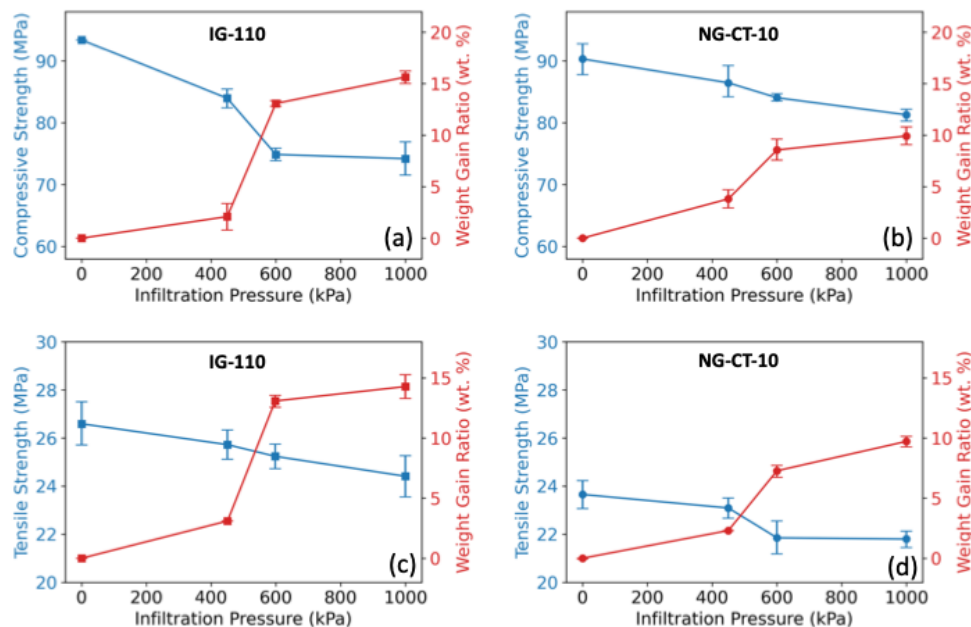 IG-110
Compressive Strength (MPa)
90
80
70
60
20
15
10
5
0
Weight Gain Ratio (wt. %)
(a)
0 200 400 600 800 1000
Infiltration Pressure (kPa)
NG-CT-10
Compressive Strength (MPa)
90
80
70
60
20
15
10
5
0
Weight Gain Ratio (wt. %)
(b)
0 200 400 600 800 1000
Infiltration Pressure (kPa)
IG-110
Tensile Strength (MPa)
30
28
26
24
22
20
15
10
5
0
Weight Gain Ratio (wt. %)
(c)
0 200 400 600 800 1000
Infiltration Pressure (kPa)
NG-CT-10
Tensile Strength (MPa)
30
28
26
24
22
20
15
10
5
0
Weight Gain Ratio (wt. %)
(d)
0 200 400 600 800 1000
Infiltration Pressure (kPa)